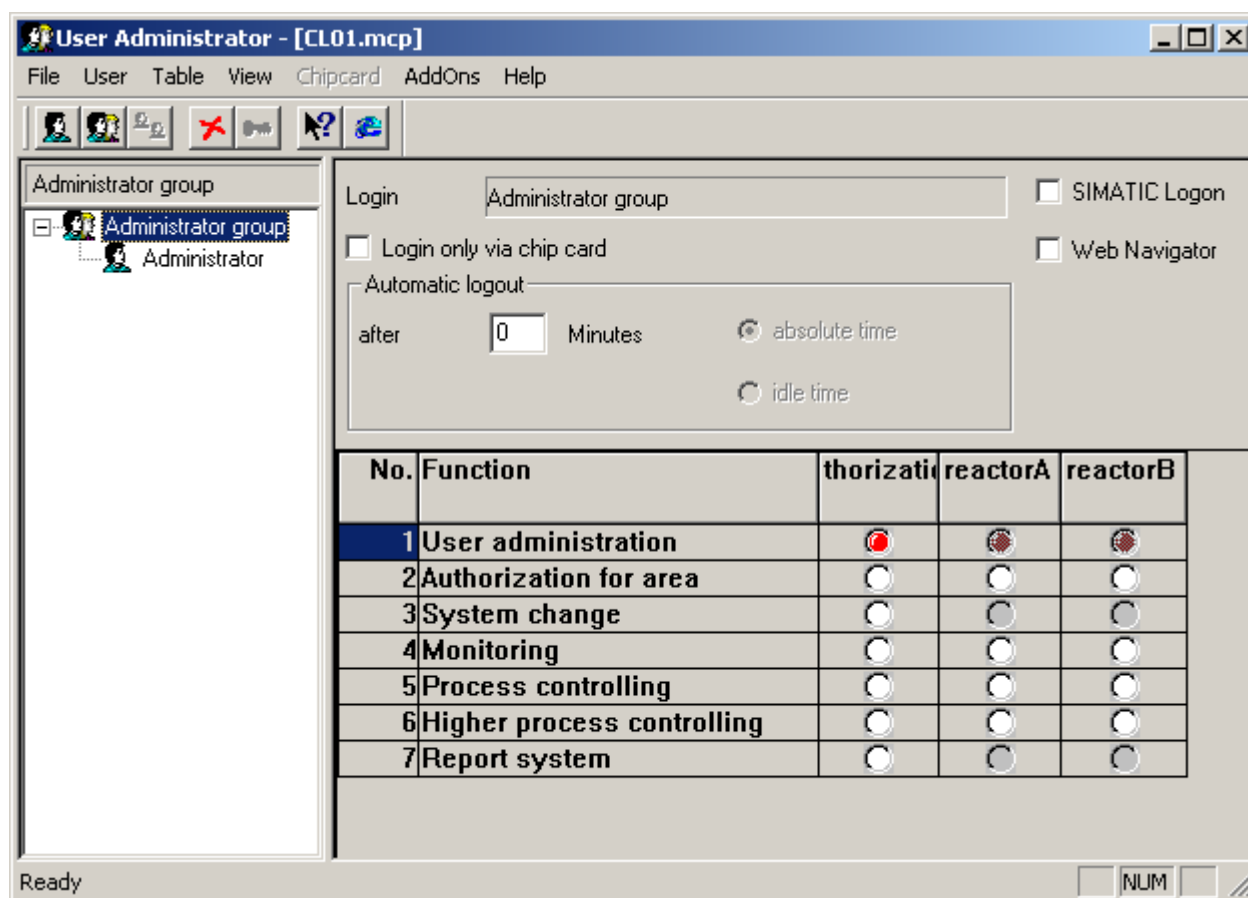 User Administrator - [CL01.mcp]
File User Table View Chipcard AddOns Help
Administrator group
Administrator group
Administrator
Login Administrator group
SIMATIC Logon
Login only via chip card
Web Navigator
Automatic logout
after 0 Minutes absolute time
idle time
No. Function thorizati reactorA reactorB
1 User administration
2 Authorization for area
3 System change
4 Monitoring
5 Process controlling
6 Higher process controlling
7 Report system
Ready NUM